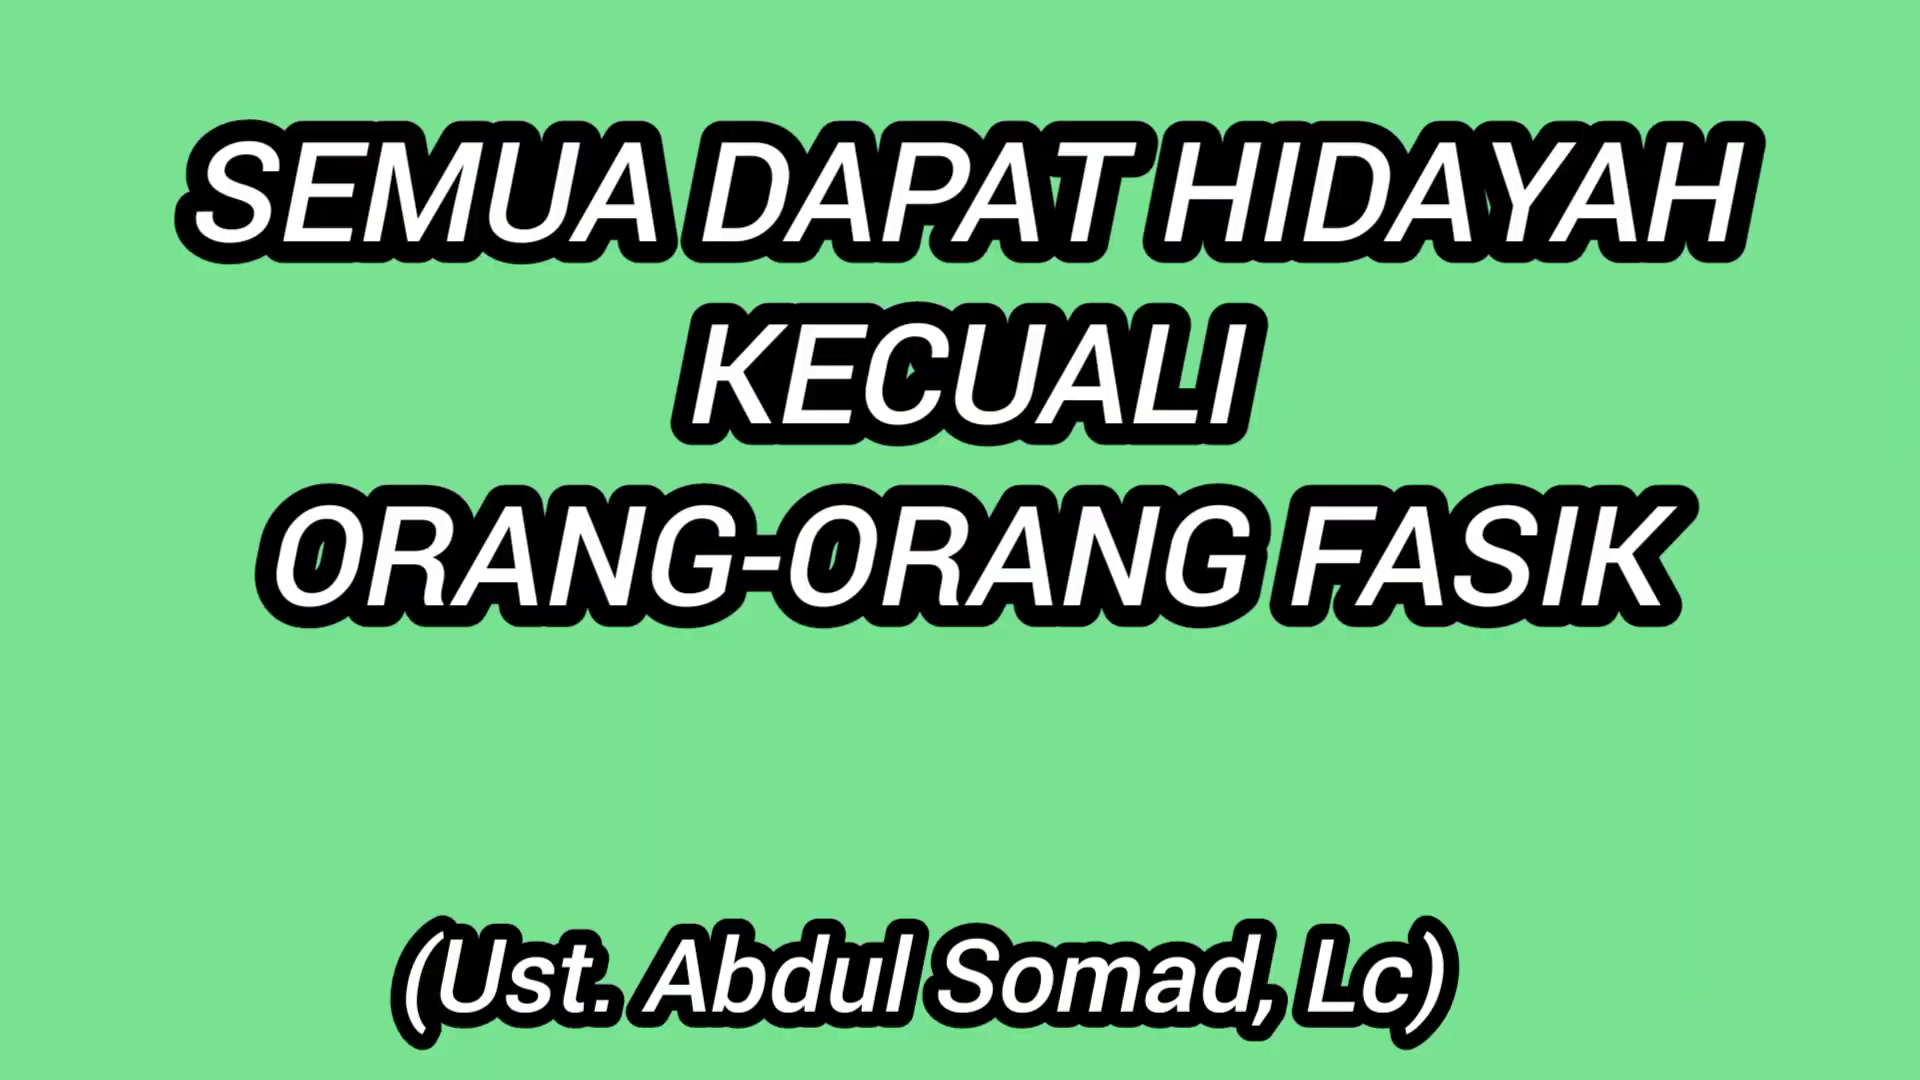 SEMUA DAPAT HIDAYAH
KECUALI
ORANG-ORANG FASIK
(Ust. Abdul Somad, Lc)